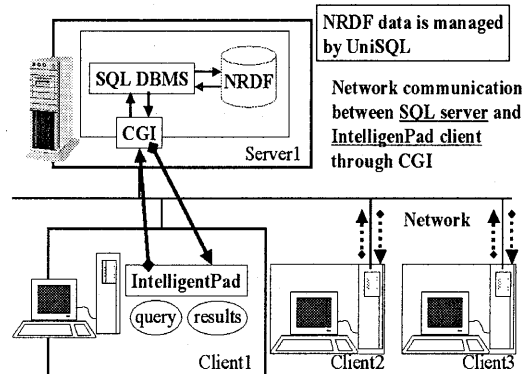 NRDF data is managed
by UniSQL
SQL DBMS
NRDF
CGI
Server1
Network communication
between SQL server and
IntelligenPad client
through CGI
Network
IntelligentPad
query
results
Client1
Client2
Client3